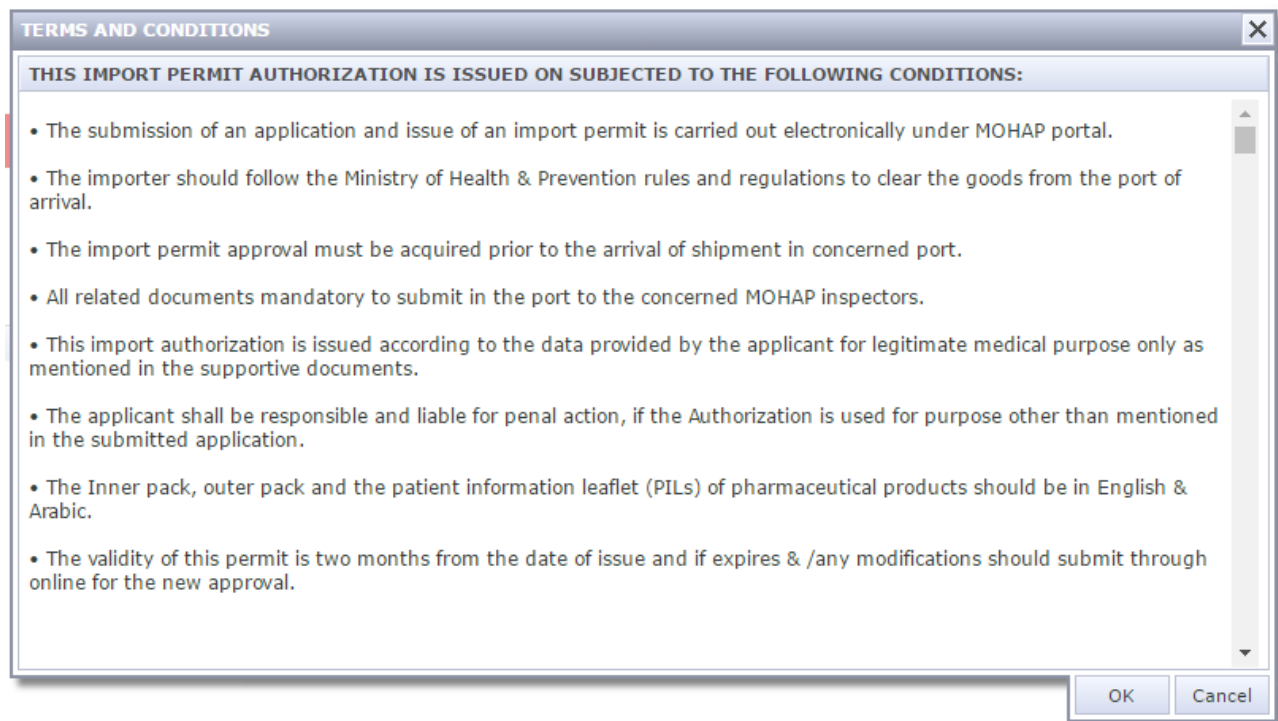 TERMS AND CONDITIONS
THIS IMPORT PERMIT AUTHORIZATION IS ISSUED ON SUBJECTED TO THE FOLLOWING CONDITIONS:
• The submission of an application and issue of an import permit is carried out electronically under MOHAP portal.
• The importer should follow the Ministry of Health & Prevention rules and regulations to clear the goods from the port of
arrival.
• The import permit approval must be acquired prior to the arrival of shipment in concerned port.
• All related documents mandatory to submit in the port to the concerned MOHAP inspectors.
• This import authorization is issued according to the data provided by the applicant for legitimate medical purpose only as
mentioned in the supportive documents.
• The applicant shall be responsible and liable for penal action, if the Authorization is used for purpose other than mentioned
in the submitted application.
• The Inner pack, outer pack and the patient information leaflet (PILs) of pharmaceutical products should be in English &
Arabic.
• The validity of this permit is two months from the date of issue and if expires & /any modifications should submit through
online for the new approval.
OK Cancel